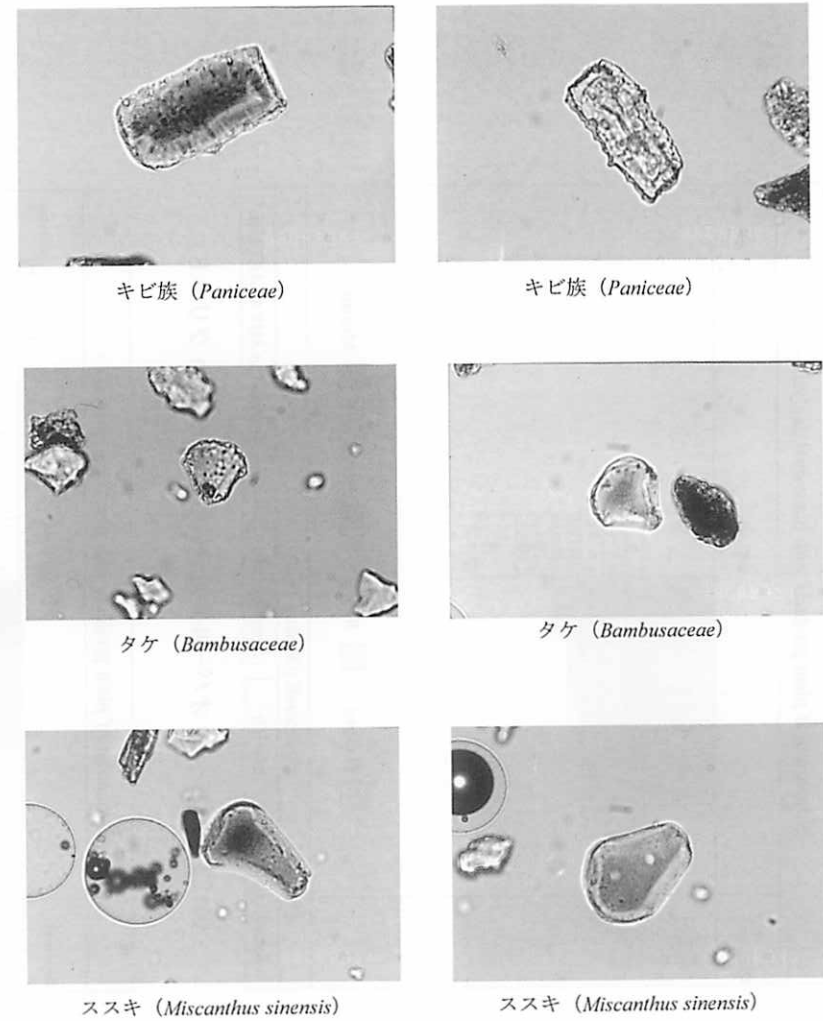 キビ族 (Paniceae)
キビ族 (Paniceae)
タケ (Bambusaceae)
タケ (Bambusaceae)
ススキ (Miscanthus sinensis)
ススキ (Miscanthus sinensis)